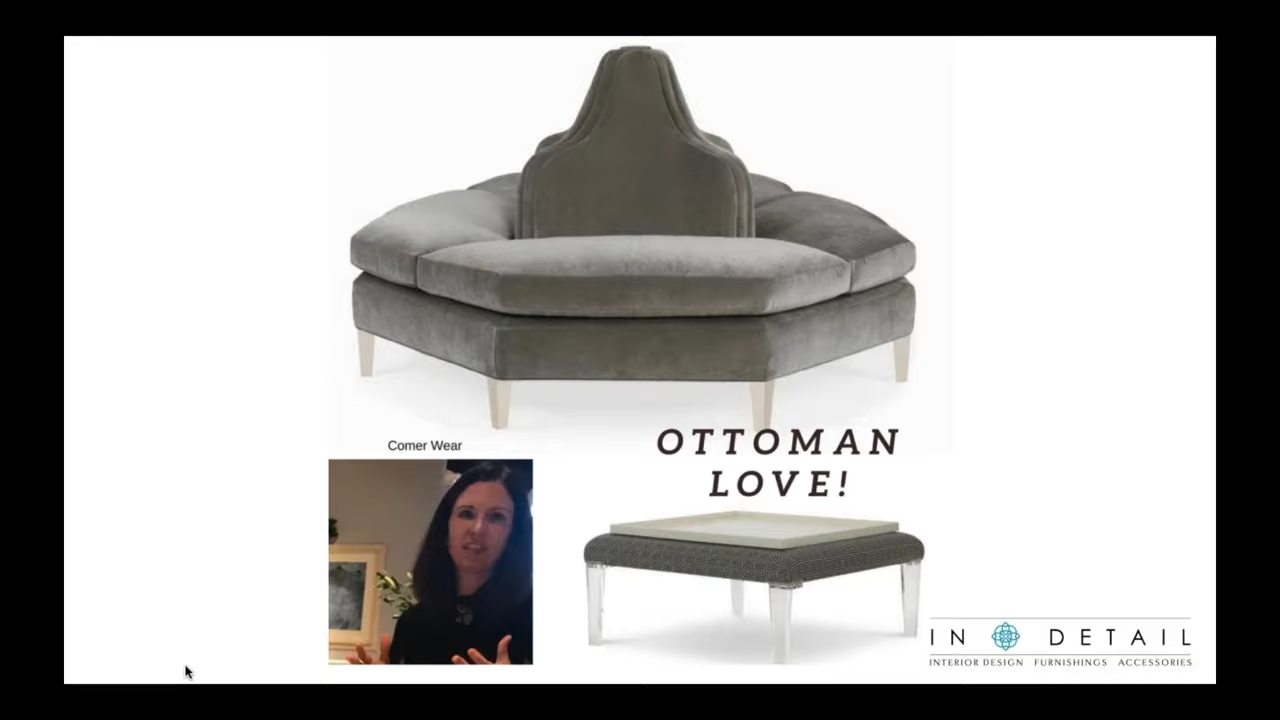 Comer Wear
OTTOMAN
LOVE!
IN DETAIL
INTERIOR DESIGN FURNISHINGS ACCESSORIES